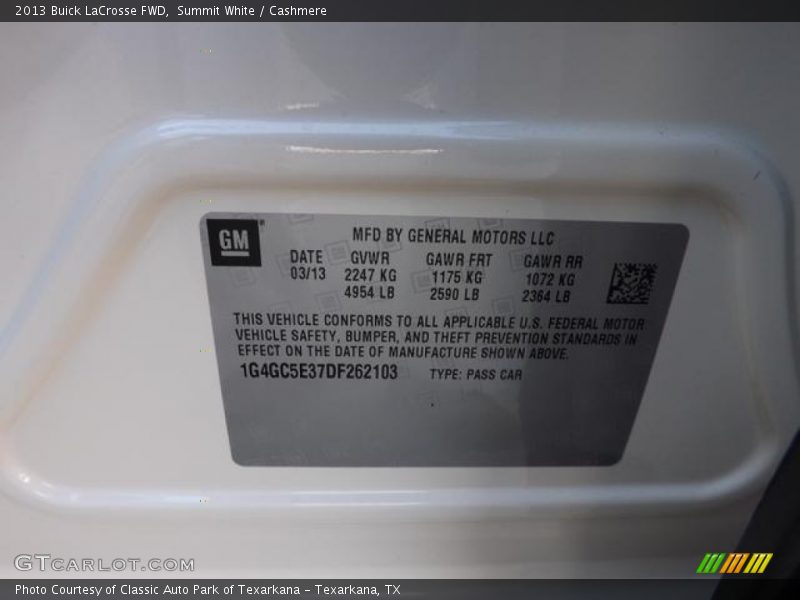 2013 Buick LaCrosse FWD,  Summit White / Cashmere
GM
MFD BY GENERAL MOTORS LLC
DATE GVWR GAWR FRT GAWR RR
03/13 2247 KG 1175 KG 1072 KG
4954 LB 2590 LB 2364 LB
THIS VEHICLE CONFORMS TO ALL APPLICABLE U.S. FEDERAL MOTOR
VEHICLE SAFETY, BUMPER, AND THEFT PREVENTION STANDARDS IN
EFFECT ON THE DATE OF MANUFACTURE SHOWN ABOVE.
1G4GC5E37DF262103 TYPE: PASS CAR
GTCARLOT.COM
Photo Courtesy of Classic Auto Park of Texarkana – Texarkana, TX